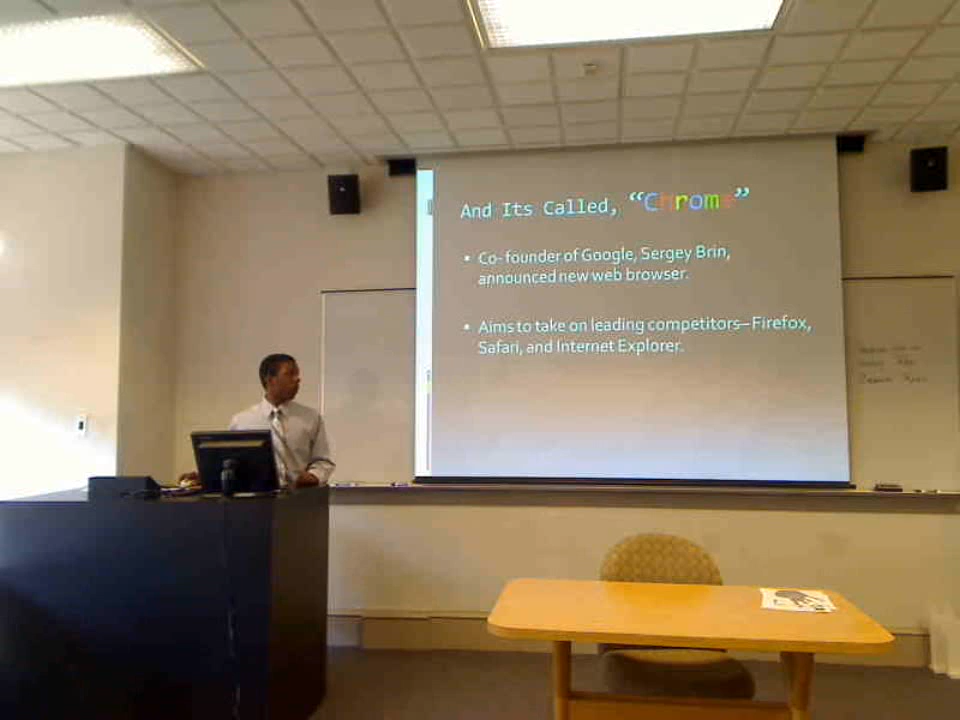 And Its Called, “Chrome”
Co-founder of Google, Sergey Brin,
announced new web browser.
Aims to take on leading competitors–Firefox,
Safari, and Internet Explorer.